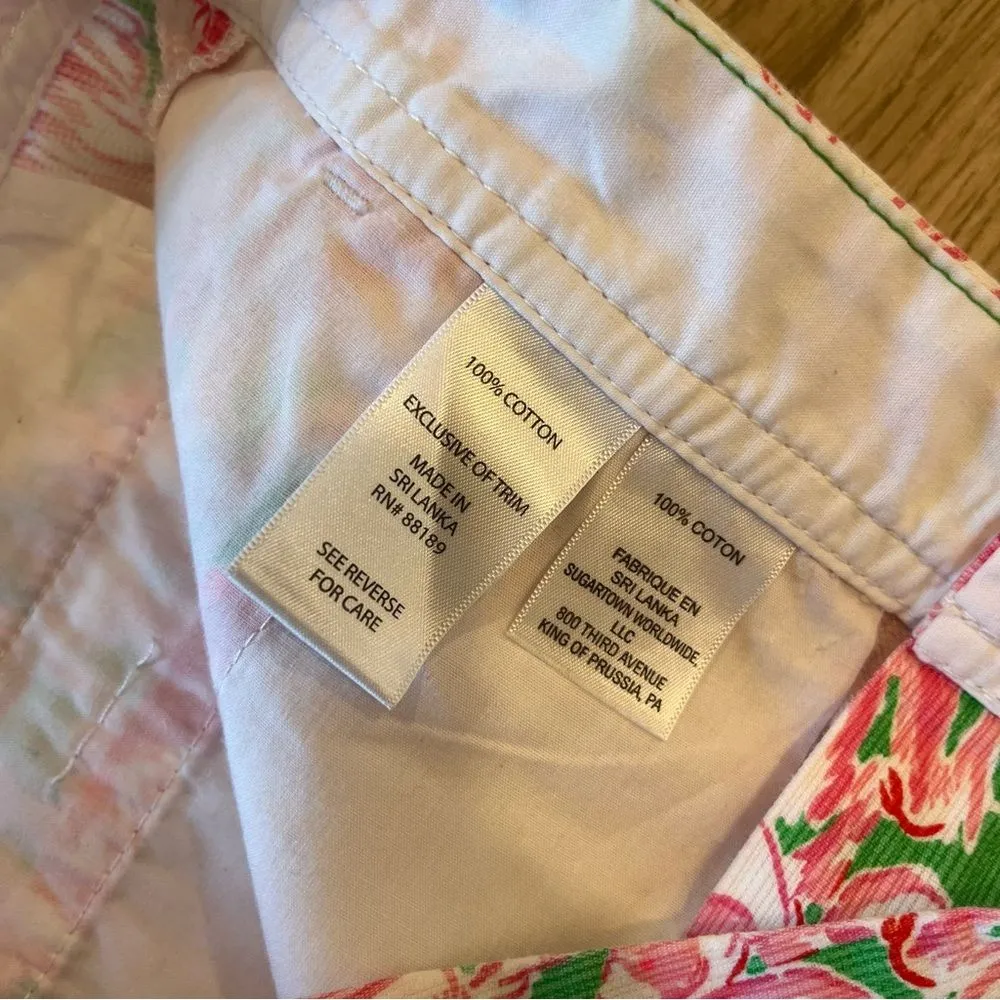 100% COTTON
EXCLUSIVE OF TRIM
MADE IN
SRI LANKA
RN# 88189
SEE REVERSE
FOR CARE
100% COTON
FABRIQUE EN
SRI LANKA
SUGARTOWN WORLDWIDE,
LLC
800 THIRD AVENUE
KING OF PRUSSIA, PA